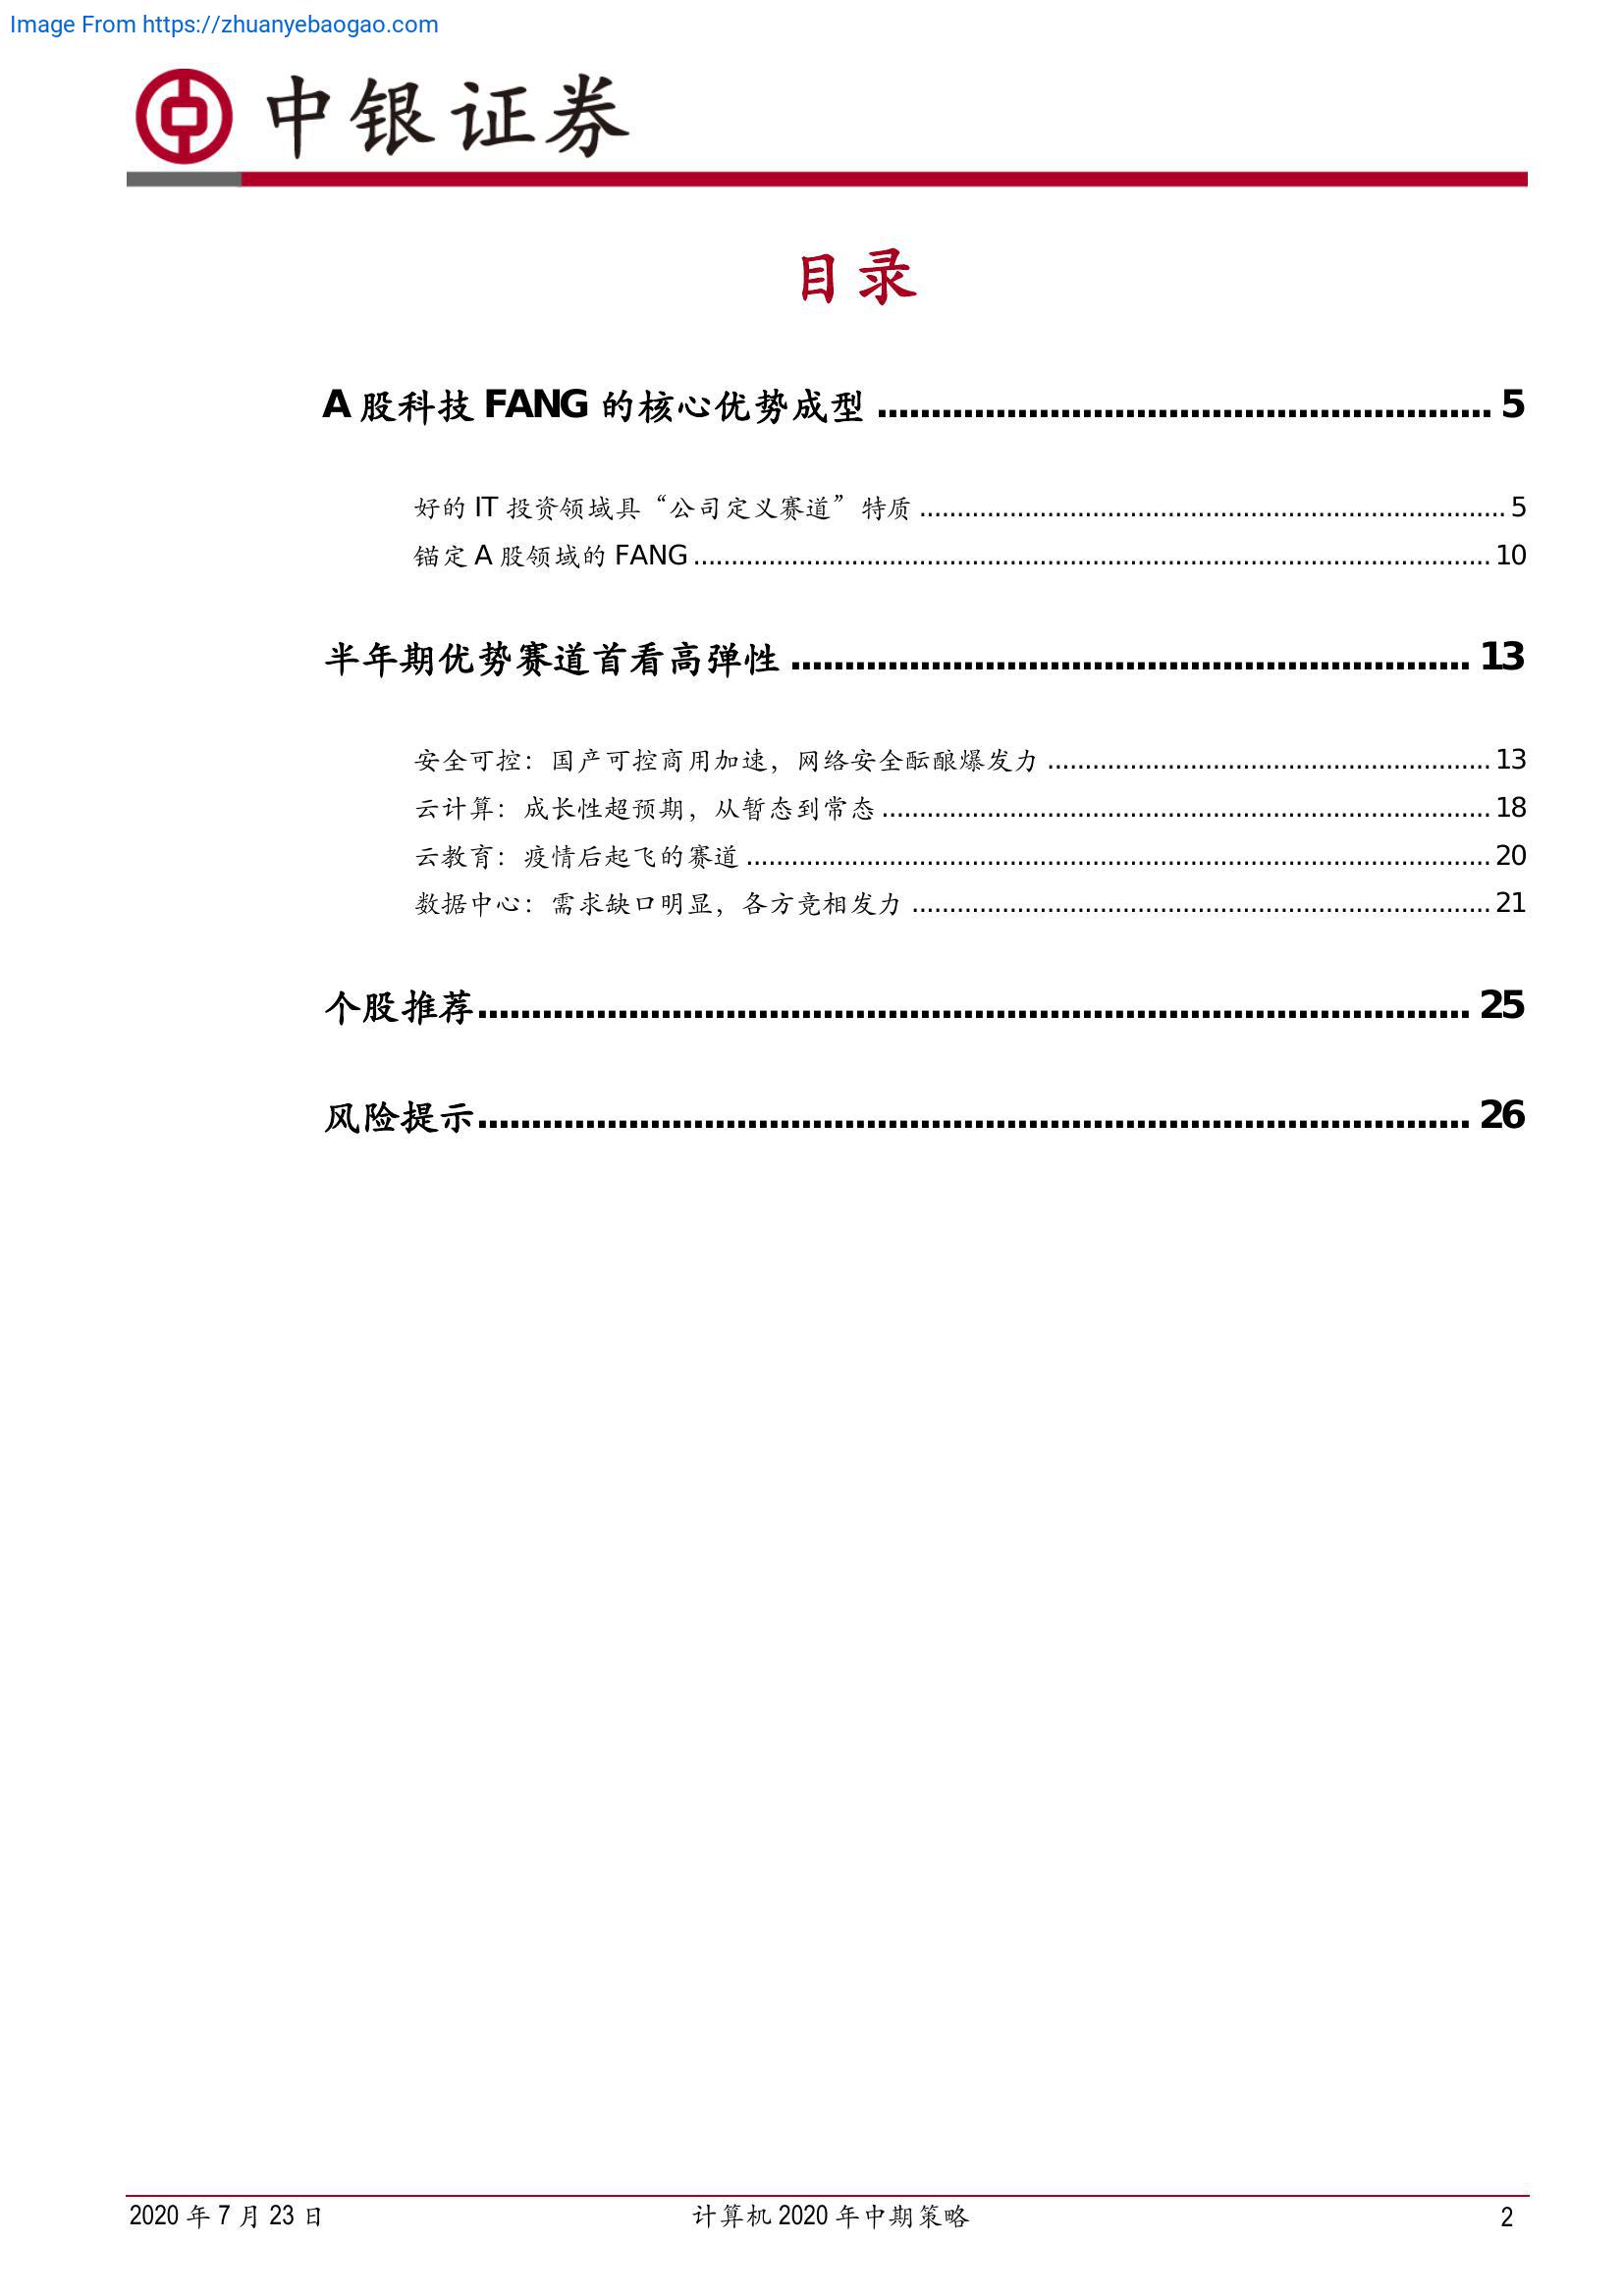 Image From https://zhuanyebaogao.com
中银证券
目录
A 股科技 FANG 的核心优势成型 ........................................................ 5
好的 IT 投资领域具“公司定义赛道”特质 ............................................................................. 5
锚定 A 股领域的 FANG ......................................................................................................... 10
半年期优势赛道首看高弹性 .............................................................. 13
安全可控：国产可控商用加速，网络安全酝酿爆发力 .......................................................... 13
云计算：成长性超预期，从暂态到常态 ................................................................................ 18
云教育：疫情后起飞的赛道 .................................................................................................. 20
数据中心：需求缺口明显，各方竞相发力 ............................................................................ 21
个股推荐 ........................................................................................... 25
风险提示 ........................................................................................... 26
2020 年 7 月 23 日 计算机 2020 年中期策略 2